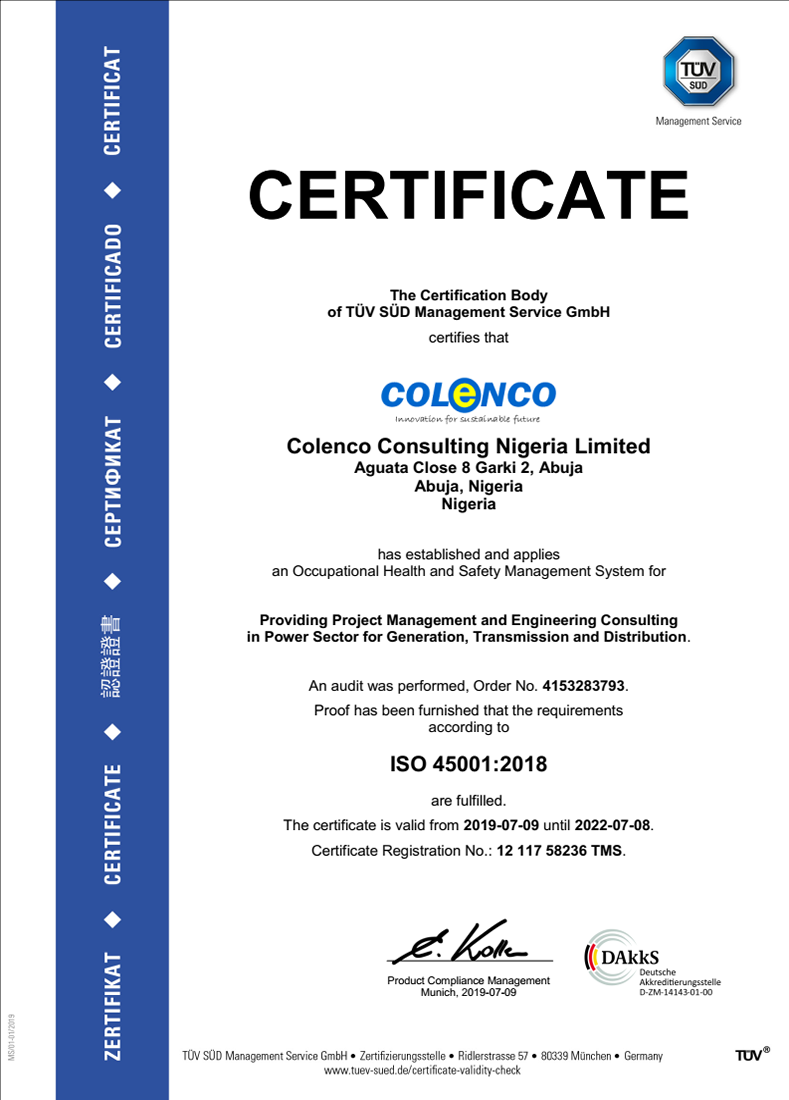 TÜV
SÜD
Management Service
CERTIFICATE
The Certification Body
of TÜV SÜD Management Service GmbH
certifies that
COLeNCO
Innovation for sustainable future
Colenco Consulting Nigeria Limited
Aguata Close 8 Garki 2, Abuja
Abuja, Nigeria
Nigeria
has established and applies
an Occupational Health and Safety Management System for
Providing Project Management and Engineering Consulting
in Power Sector for Generation, Transmission and Distribution.
An audit was performed, Order No. 4153283793.
Proof has been furnished that the requirements
according to
ISO 45001:2018
are fulfilled.
The certificate is valid from 2019-07-09 until 2022-07-08.
Certificate Registration No.: 12 117 58236 TMS.
Product Compliance Management
Munich, 2019-07-09
DAkkS
Deutsche
Akkreditierungsstelle
D-ZM-14143-01-00
TÜV SÜD Management Service GmbH • Zertifizierungsstelle • Ridlerstrasse 57 • 80339 München • Germany
www.tuev-sued.de/certificate-validity-check
TÜV®
ZERTIFIKAT ◆ CERTIFICATE ◆ 認證證書 ◆ СЕРТИФИКАТ ◆ CERTIFICADO ◆ CERTIFICAT
MS/01-01/2019